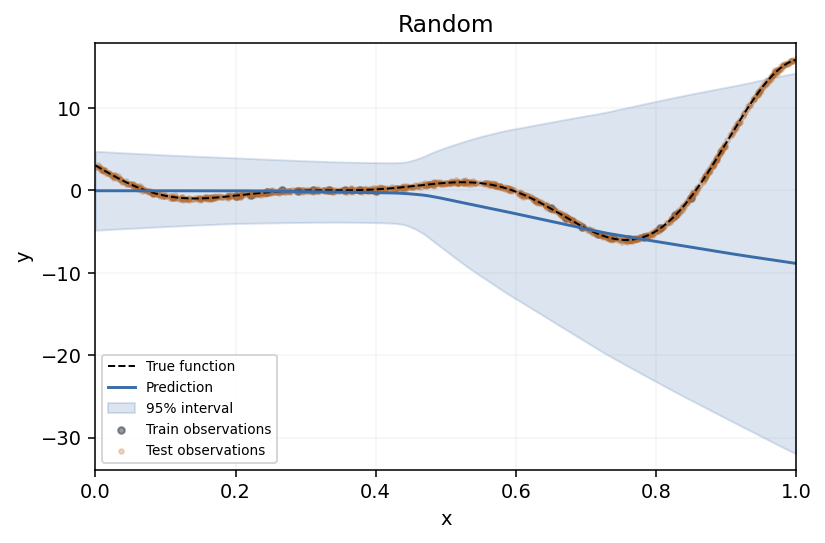 Random
10
0
−10
−20
−30
y
True function
Prediction
95% interval
Train observations
Test observations
0.0 0.2 0.4 0.6 0.8 1.0
x